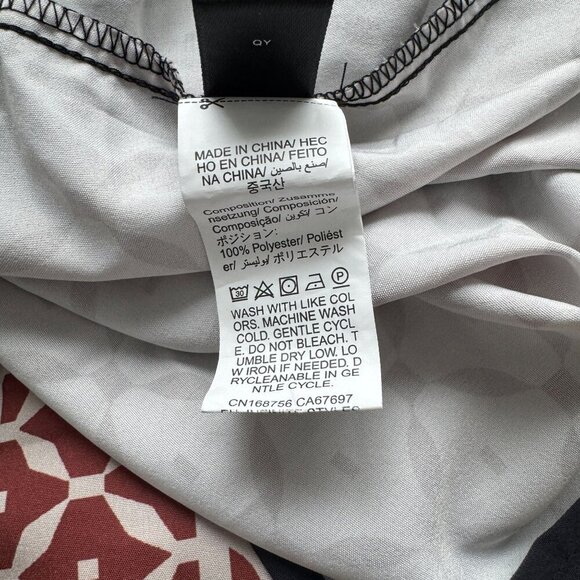 QY
MADE IN CHINA/ HEC
HO EN CHINA/ FEITO
NA CHINA/ صنع بالصين/
중국산
Composition/ Zusamme
nsetzung/ Composición/
Composição/ تكوين/ コン
ポジション:
100% Polyester/ Poliést
er/ بوليستر/ ポリエステル
30
P
WASH WITH LIKE COL
ORS. MACHINE WASH
COLD. GENTLE CYCL
E. DO NOT BLEACH. T
UMBLE DRY LOW. LO
W IRON IF NEEDED. D
RYCLEANABLE IN GE
NTLE CYCLE.
CN168756 CA67697